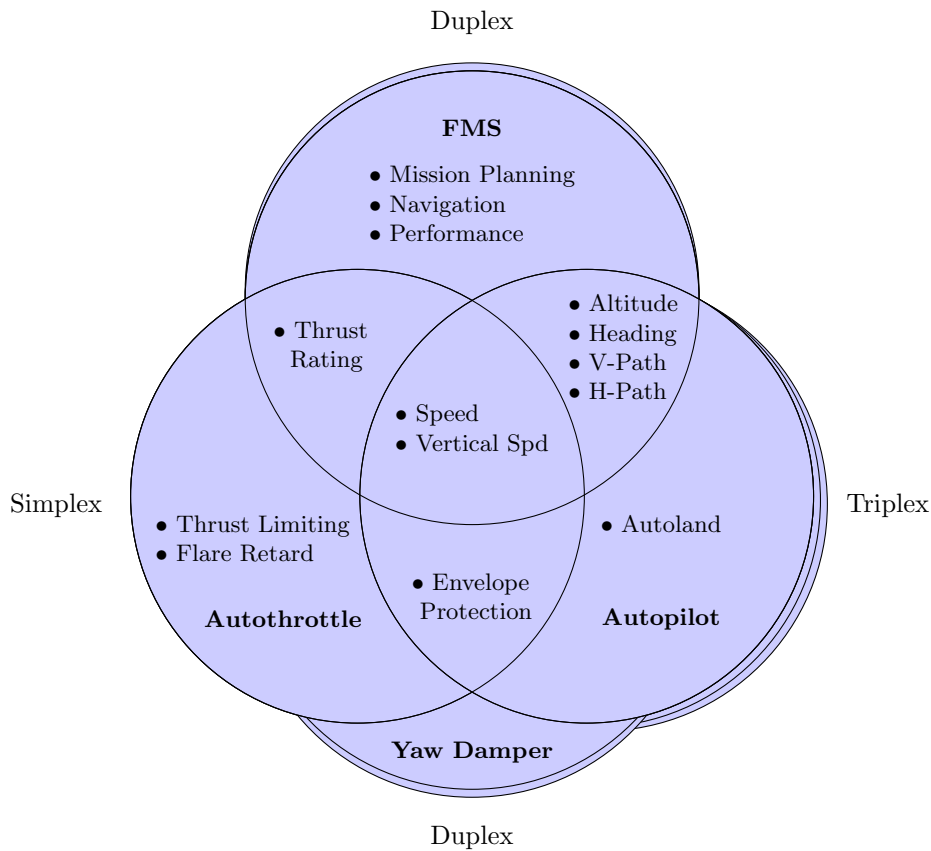 Duplex
FMS
• Mission Planning
• Navigation
• Performance
• Altitude
• Heading
• V-Path
• H-Path
• Thrust
Rating
• Speed
• Vertical Spd
Simplex
Triplex
• Thrust Limiting
• Flare Retard
• Autoland
• Envelope
Protection
Autothrottle
Autopilot
Yaw Damper
Duplex